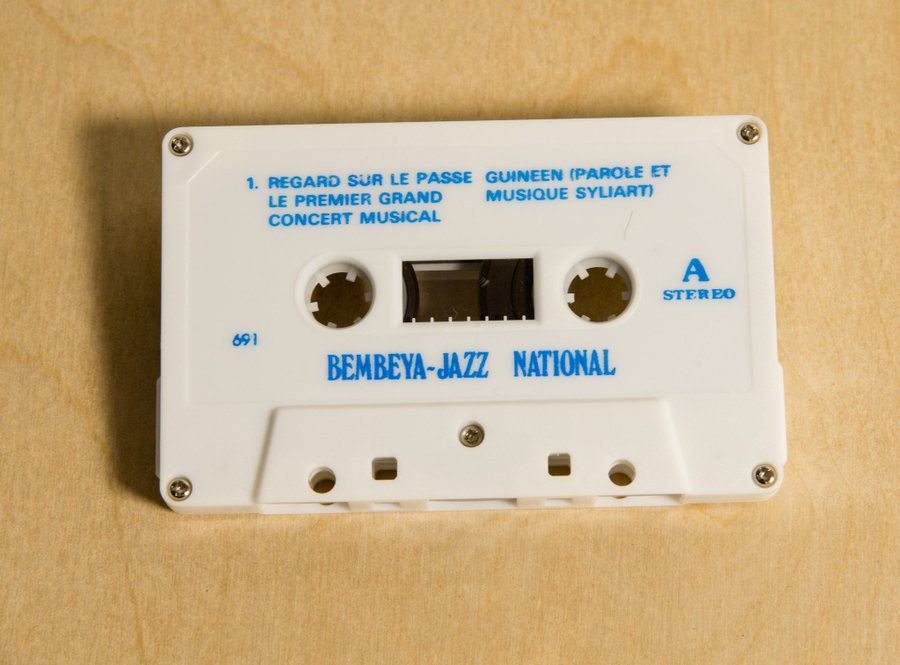 1. REGARD SUR LE PASSE GUINEEN (PAROLE ET
LE PREMIER GRAND MUSIQUE SYLIART)
CONCERT MUSICAL
A
STEREO
691
BEMBEYA-JAZZ NATIONAL